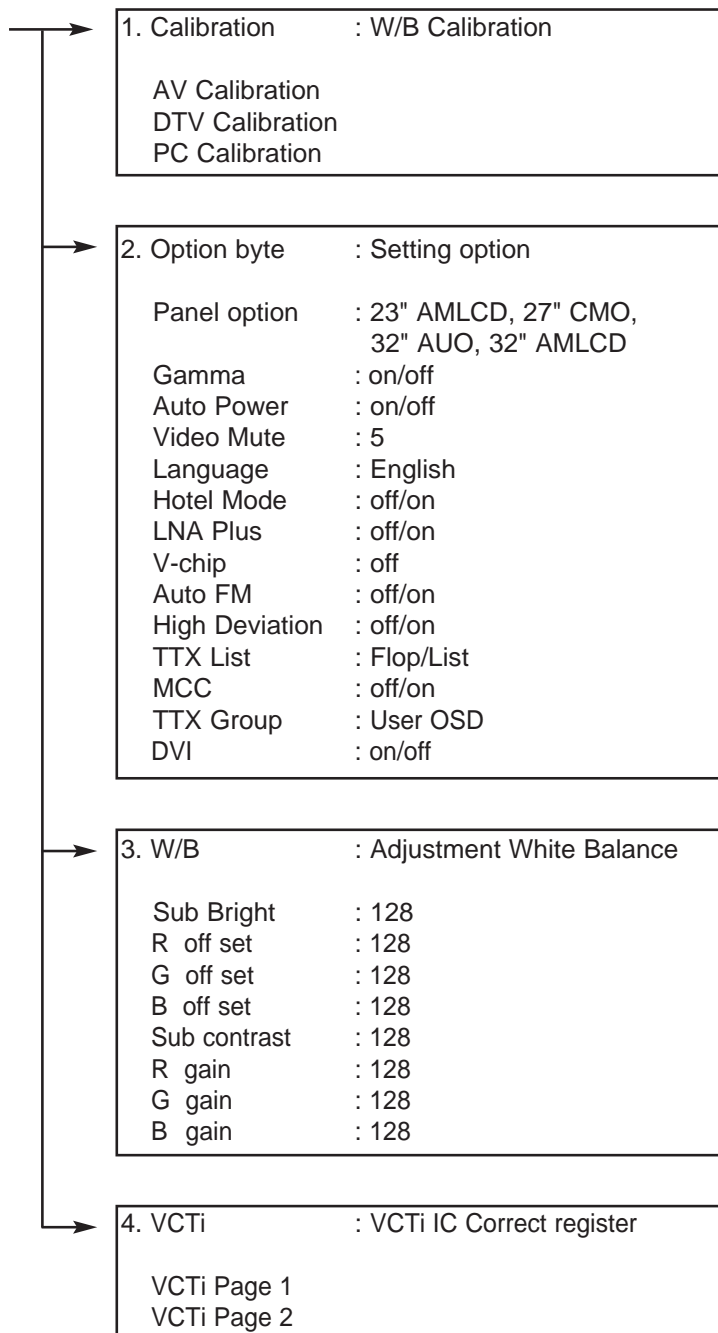 1. Calibration : W/B Calibration
AV Calibration
DTV Calibration
PC Calibration
2. Option byte : Setting option
Panel option : 23" AMLCD, 27" CMO,
32" AUO, 32" AMLCD
Gamma : on/off
Auto Power : on/off
Video Mute : 5
Language : English
Hotel Mode : off/on
LNA Plus : off/on
V-chip : off
Auto FM : off/on
High Deviation : off/on
TTX List : Flop/List
MCC : off/on
TTX Group : User OSD
DVI : on/off
3. W/B : Adjustment White Balance
Sub Bright : 128
R off set : 128
G off set : 128
B off set : 128
Sub contrast : 128
R gain : 128
G gain : 128
B gain : 128
4. VCTi : VCTi IC Correct register
VCTi Page 1
VCTi Page 2